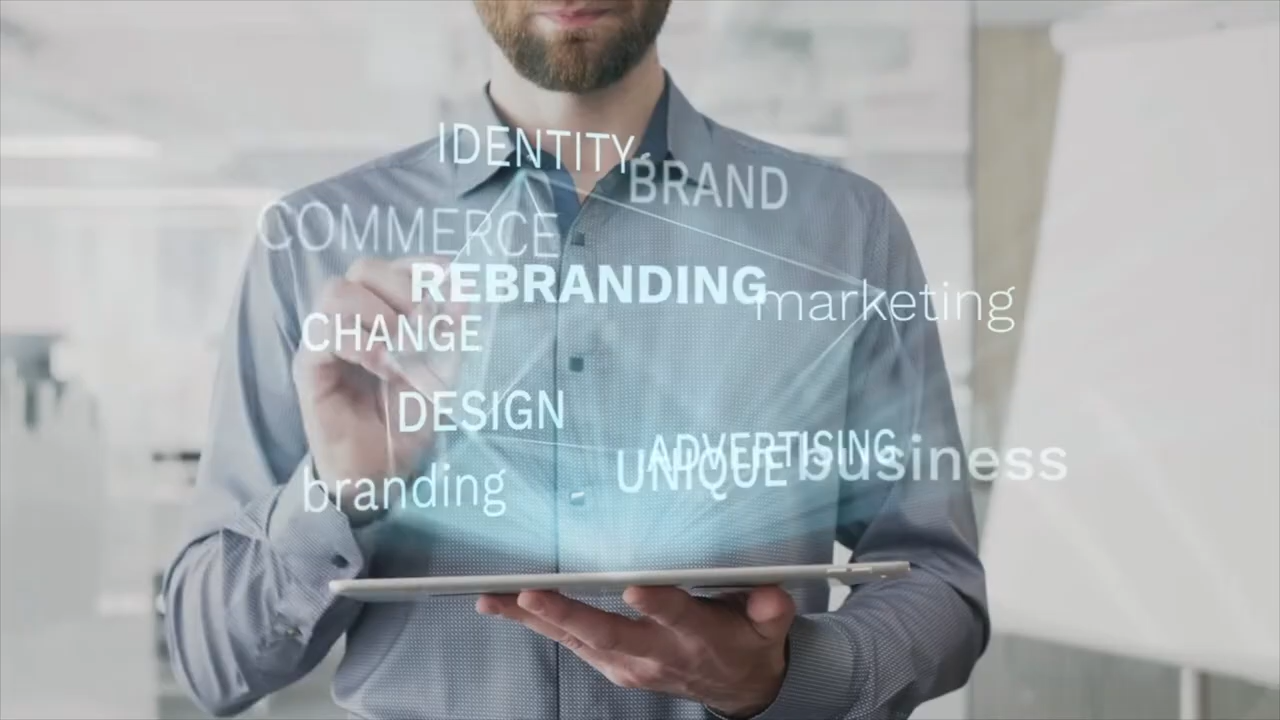 IDENTITY
BRAND
COMMERCE
REBRANDING
marketing
CHANGE
DESIGN
ADVERTISING
UNIQUE
business
branding